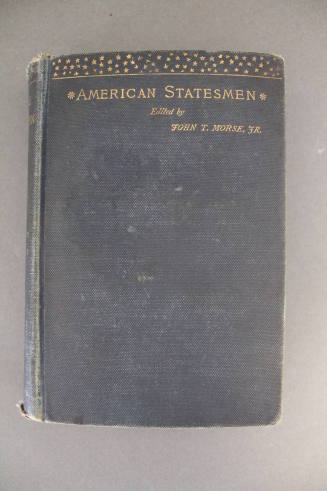 *AMERICAN STATESMEN*
Edited by
JOHN T. MORSE, JR.